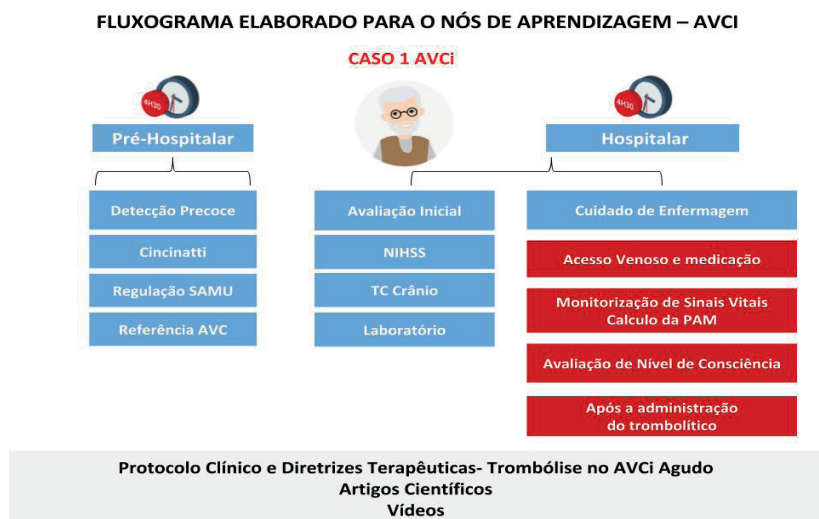 FLUXOGRAMA ELABORADO PARA O NÓS DE APRENDIZAGEM – AVCI
CASO 1 AVCi
4H30
Pré-Hospitalar
4H30
Hospitalar
Detecção Precoce
Cincinatti
Regulação SAMU
Referência AVC
Avaliação Inicial
NIHSS
TC Crânio
Laboratório
Cuidado de Enfermagem
Acesso Venoso e medicação
Monitorização de Sinais Vitais
Calculo da PAM
Avaliação de Nível de Consciência
Após a administração
do trombolítico
Protocolo Clínico e Diretrizes Terapêuticas- Trombólise no AVCi Agudo
Artigos Científicos
Vídeos